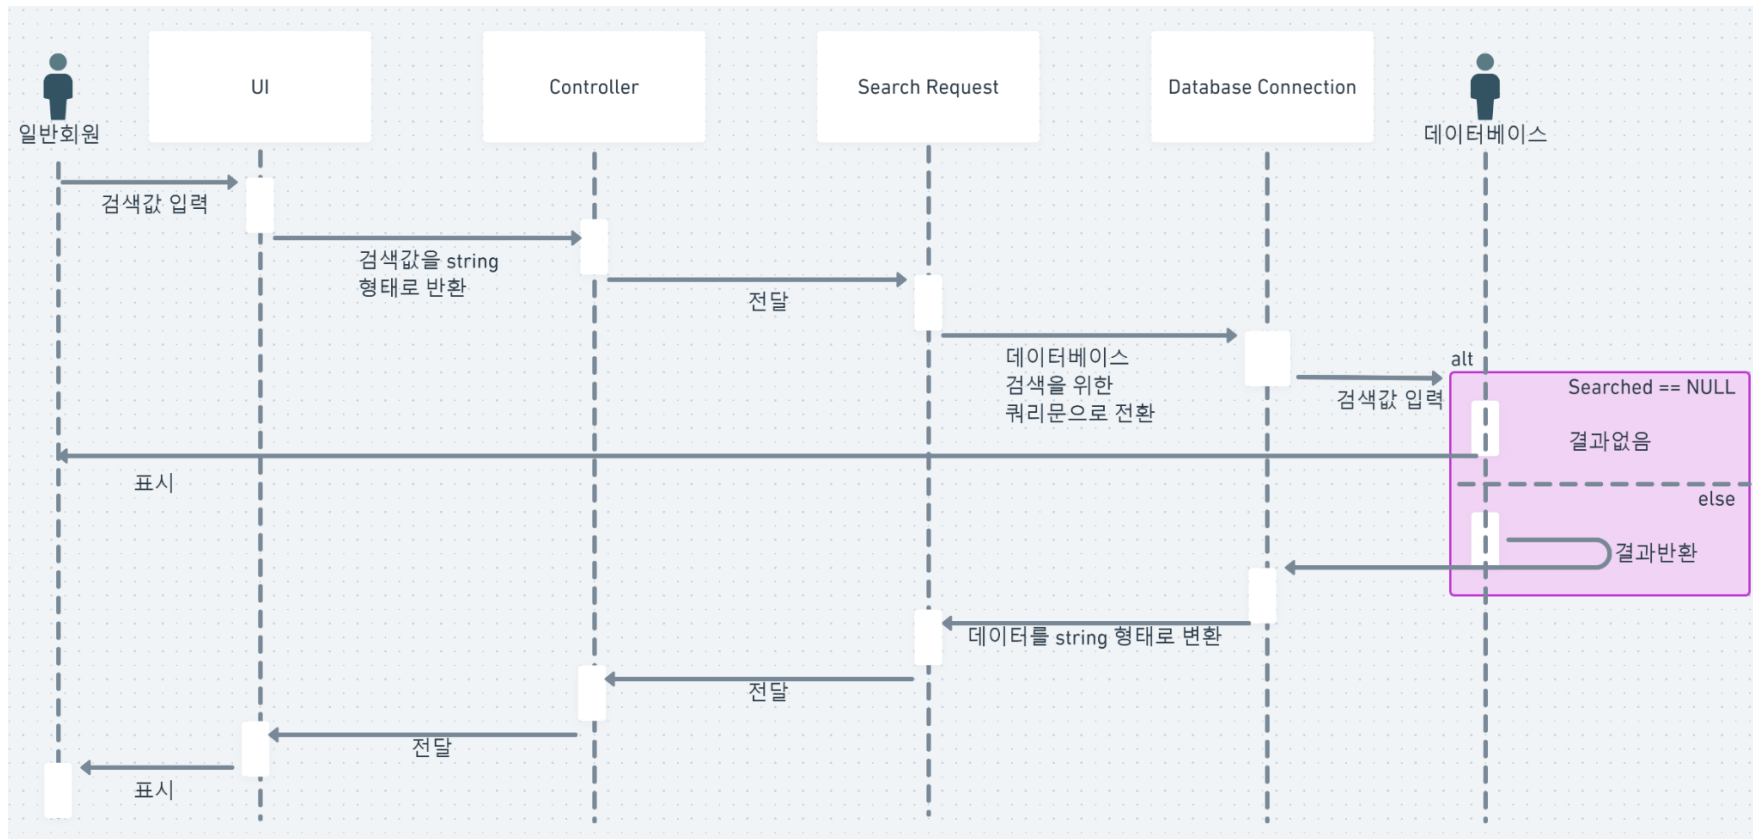 일반회원
UI
Controller
Search Request
Database Connection
데이터베이스
검색값 입력
검색값을 string
형태로 반환
전달
데이터베이스
검색을 위한
쿼리문으로 전환
검색값 입력
alt
Searched == NULL
결과없음
표시
else
결과반환
데이터를 string 형태로 변환
전달
전달
표시